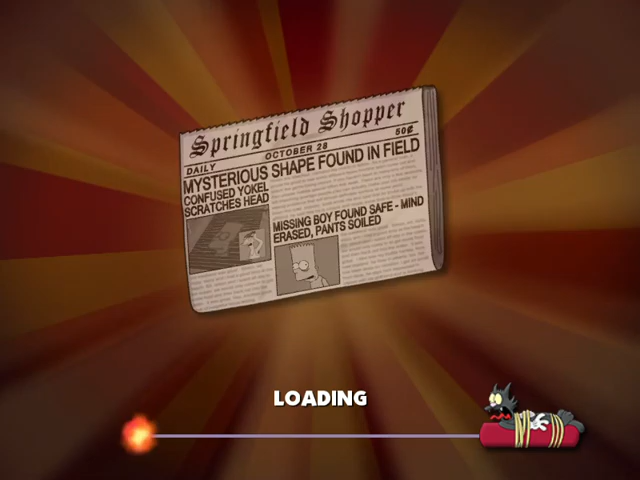 Springfield Shopper
DAILY OCTOBER 28 50¢
MYSTERIOUS SHAPE FOUND IN FIELD
CONFUSED YOKEL
SCRATCHES HEAD
MISSING BOY FOUND SAFE - MIND
ERASED, PANTS SOILED
LOADING